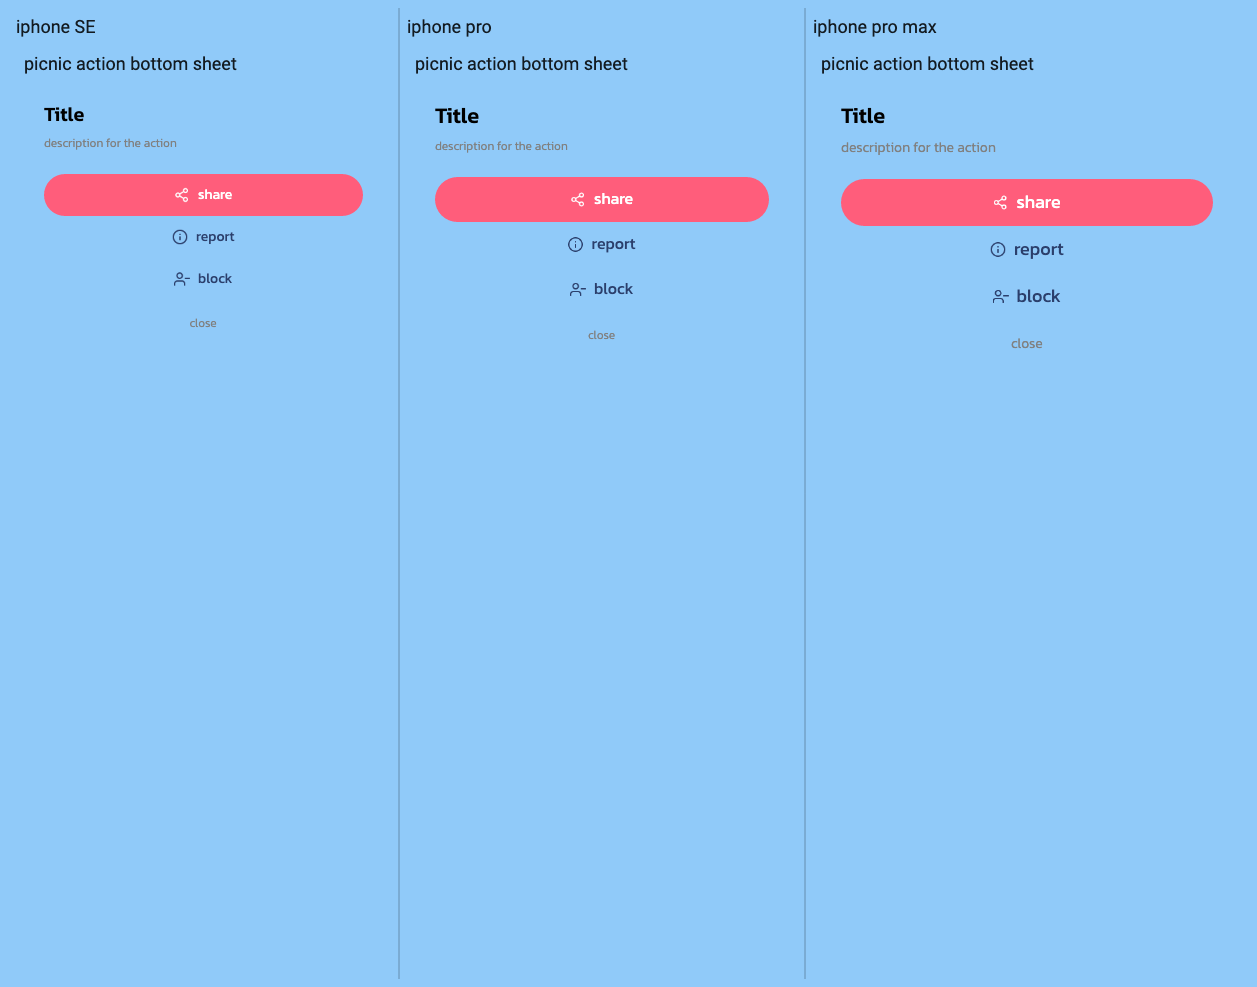 iphone SE
picnic action bottom sheet
Title
description for the action
share
report
block
close
iphone pro
picnic action bottom sheet
Title
description for the action
share
report
block
close
iphone pro max
picnic action bottom sheet
Title
description for the action
share
report
block
close